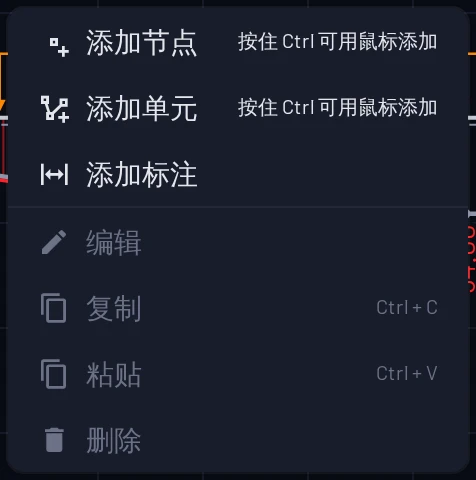 添加节点 按住 Ctrl 可用鼠标添加
添加单元 按住 Ctrl 可用鼠标添加
添加标注
编辑
复制 Ctrl + C
粘贴 Ctrl + V
删除